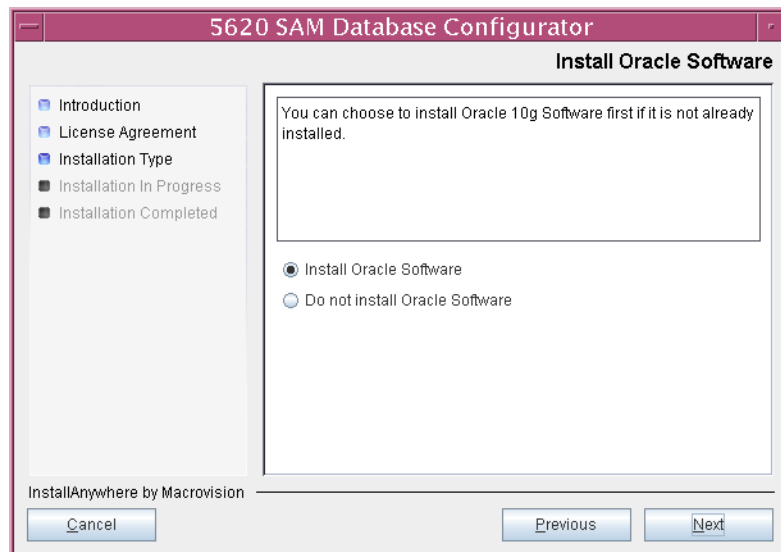 5620 SAM Database Configurator
Install Oracle Software
Introduction
License Agreement
Installation Type
Installation In Progress
Installation Completed
You can choose to install Oracle 10g Software first if it is not already
installed.
Install Oracle Software
Do not install Oracle Software
InstallAnywhere by Macrovision
Cancel
Previous
Next